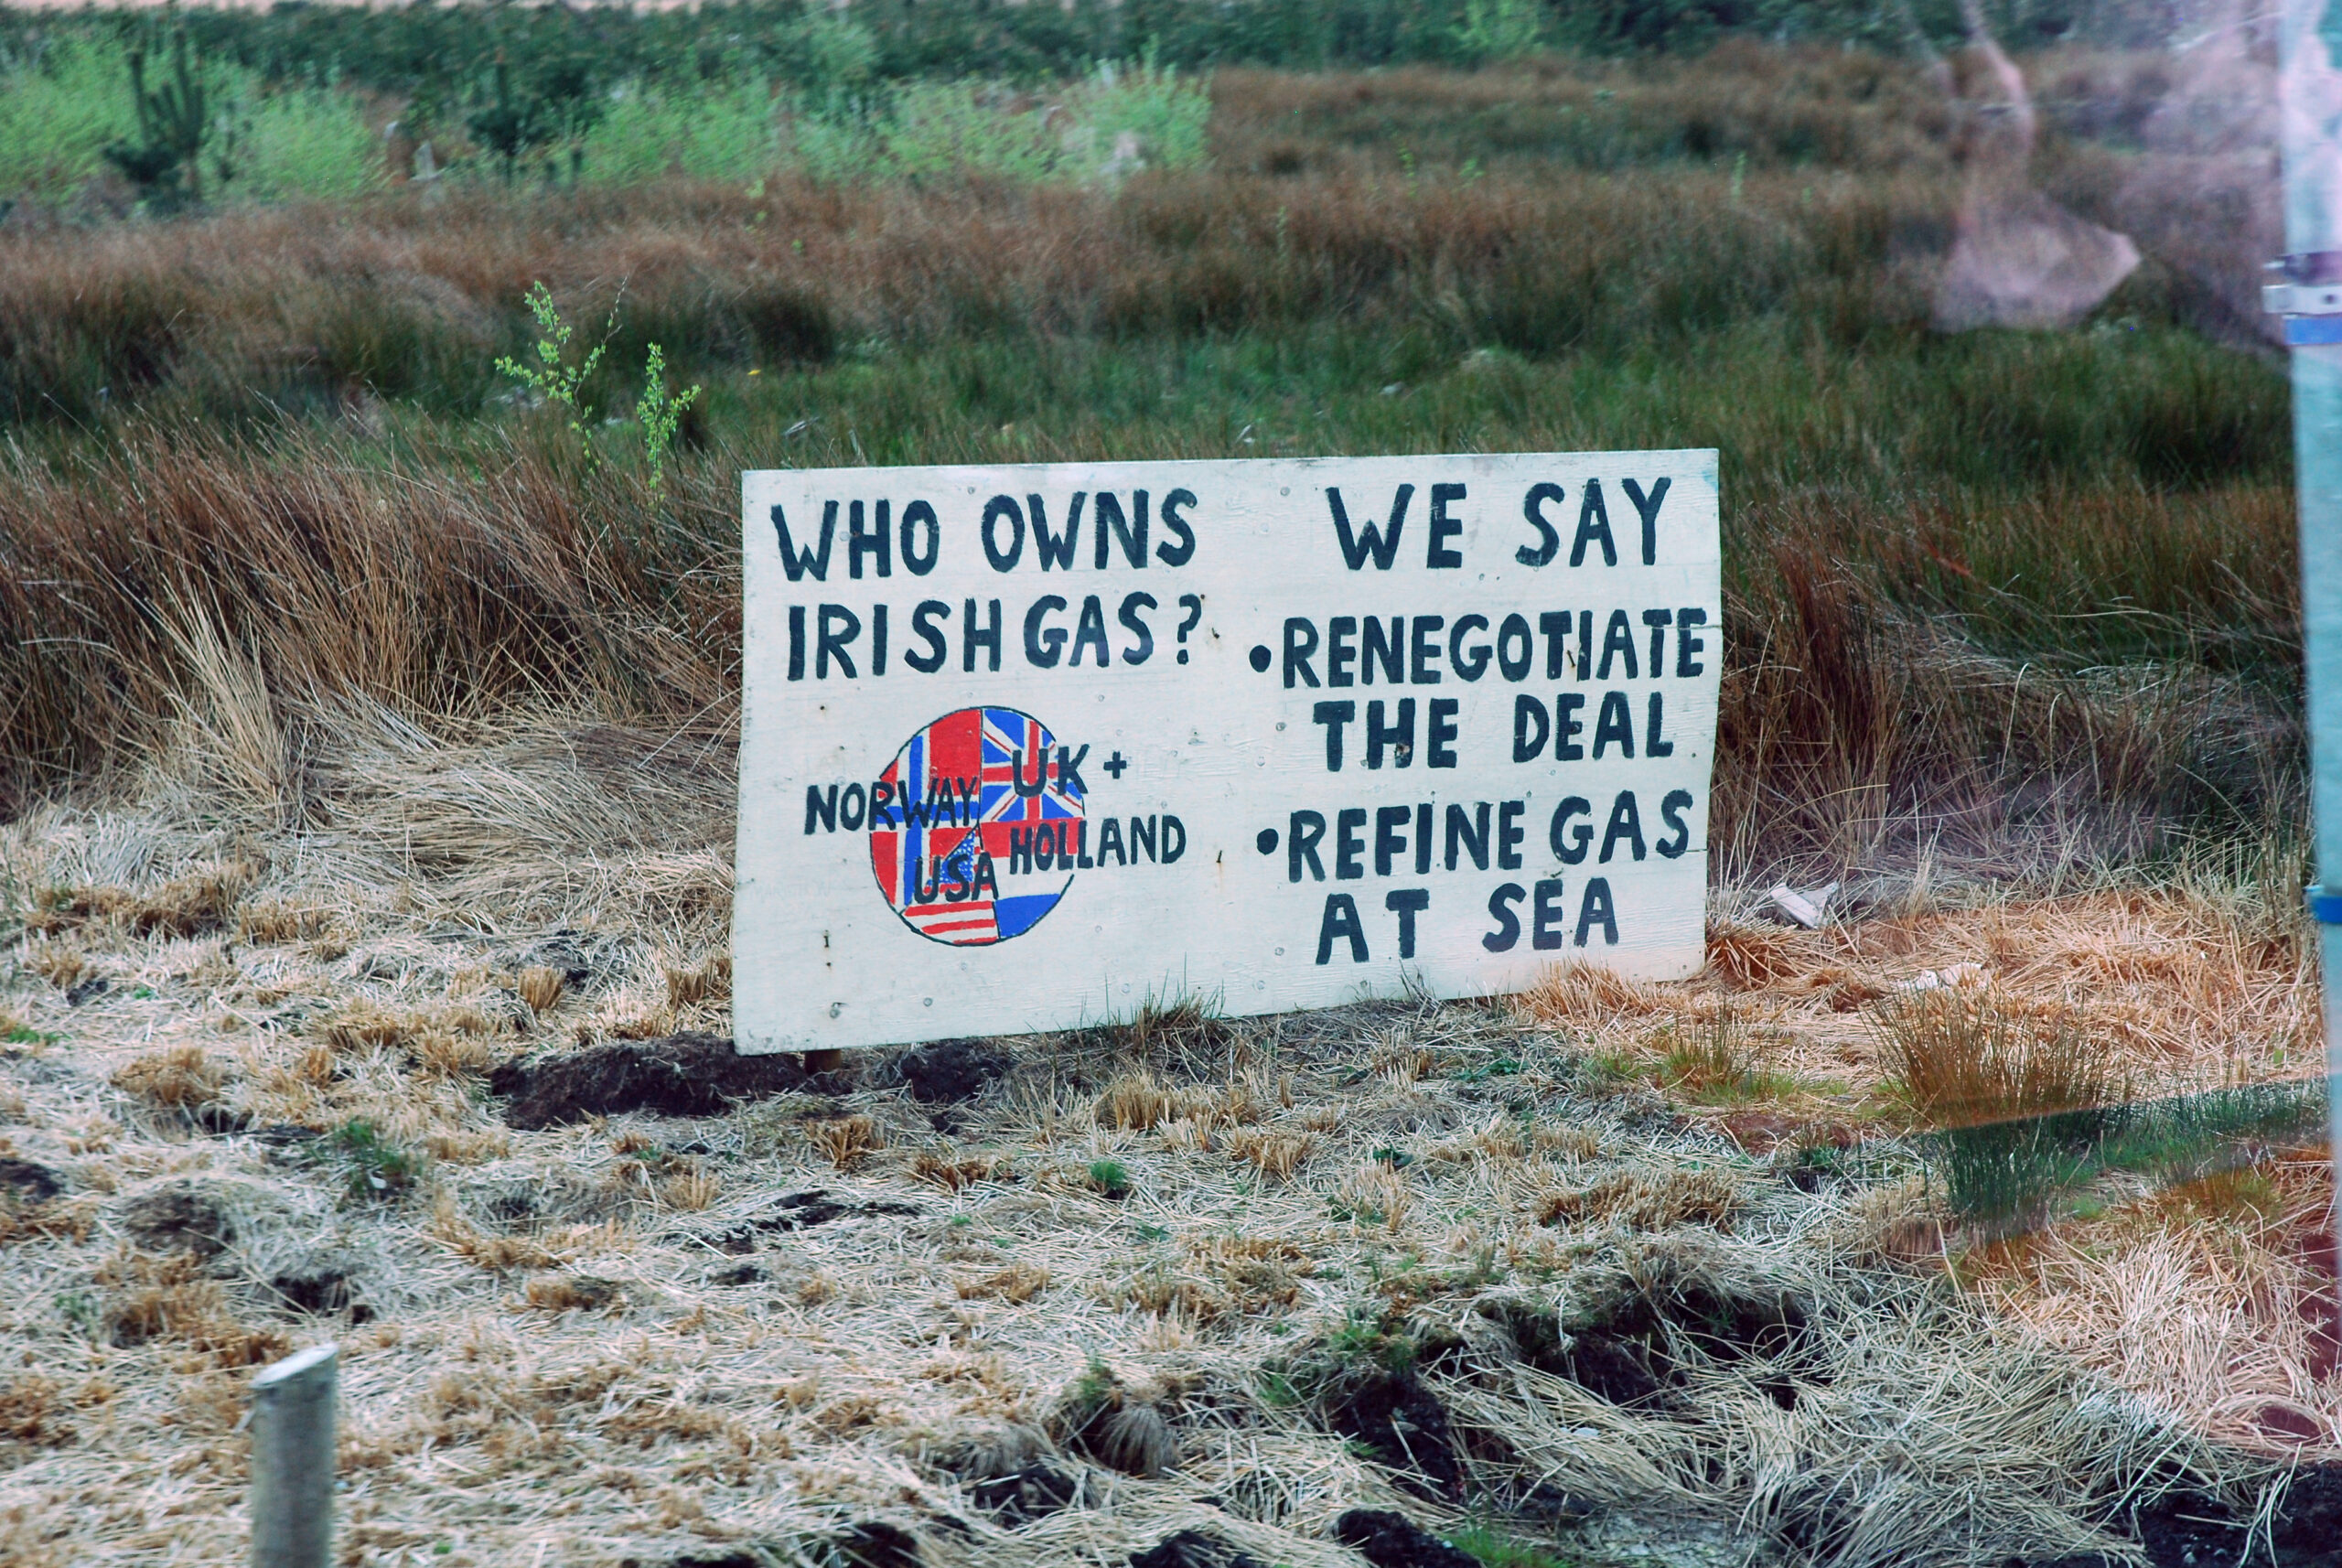 WHO OWNS
IRISH GAS?
NORWAY
UK +
HOLLAND
USA
WE SAY
•RENEGOTIATE
THE DEAL
•REFINE GAS
AT SEA